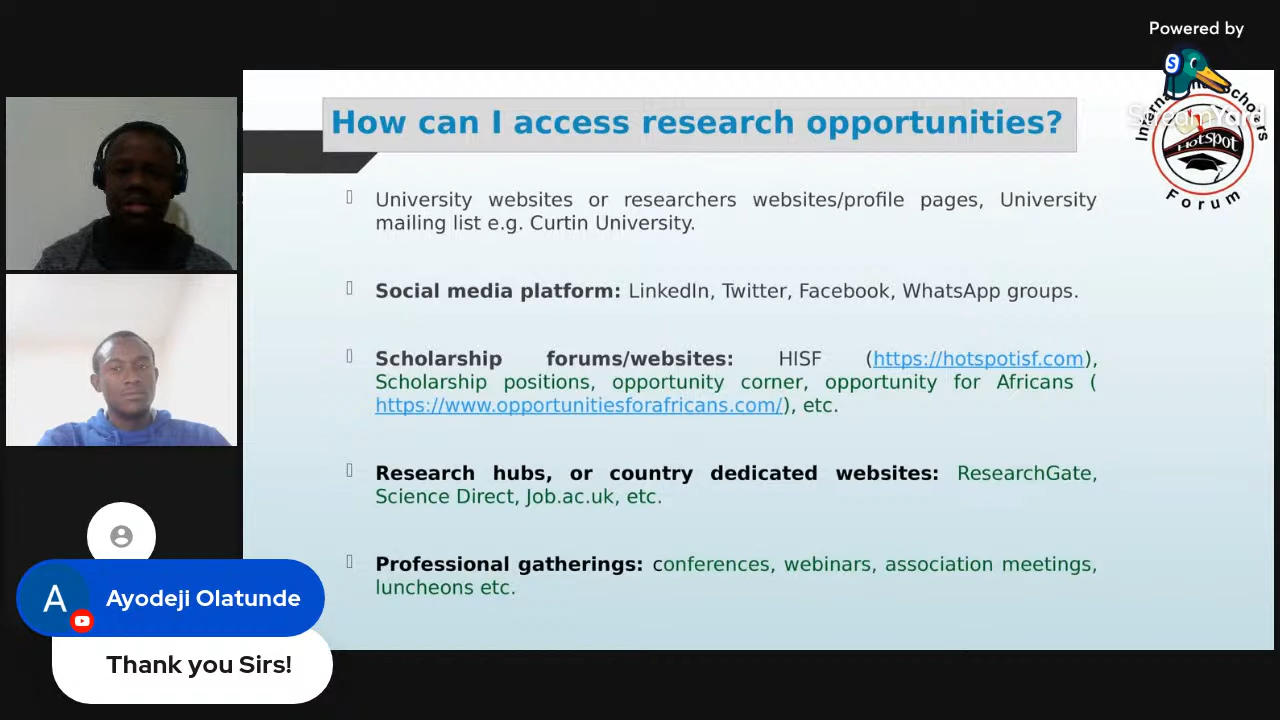 Powered by
StreamYard
International Scholars
Hotspot
Forum
How can I access research opportunities?
University websites or researchers websites/profile pages, University
mailing list e.g. Curtin University.
Social media platform: LinkedIn, Twitter, Facebook, WhatsApp groups.
Scholarship forums/websites: HISF (https://hotspotisf.com),
Scholarship positions, opportunity corner, opportunity for Africans (
https://www.opportunitiesforafricans.com/), etc.
Research hubs, or country dedicated websites: ResearchGate,
Science Direct, Job.ac.uk, etc.
Professional gatherings: conferences, webinars, association meetings,
luncheons etc.
A
Ayodeji Olatunde
Thank you Sirs!